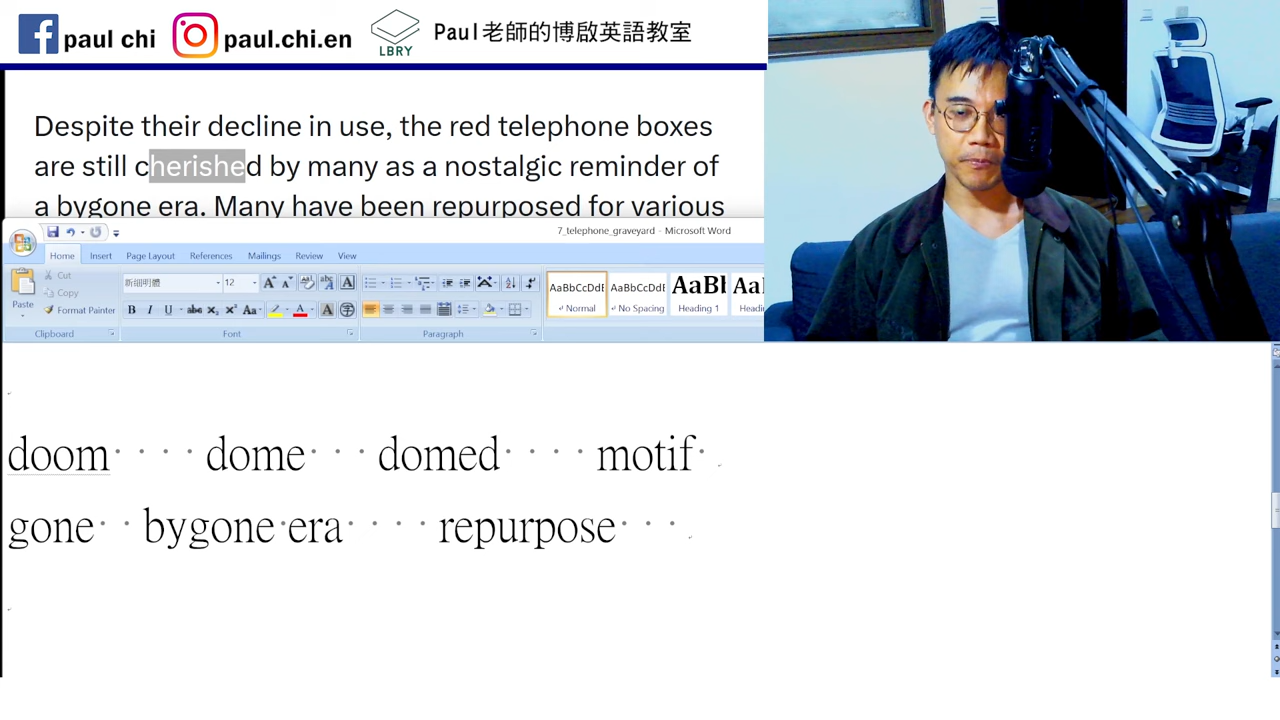 paul chi
paul.chi.en
LBRY
Paul老師的博啟英語教室
Despite their decline in use, the red telephone boxes
are still cherished by many as a nostalgic reminder of
a bygone era. Many have been repurposed for various
7_telephone_graveyard - Microsoft Word
Home Insert Page Layout References Mailings Review View
Paste
Cut
Copy
Format Painter
Clipboard
新細明體 12
Font
Paragraph
AaBbCcDdE AaBbCcDdE AaBbC AaB
Normal No Spacing Heading 1 Headi
doom dome domed motif
gone bygone era repurpose